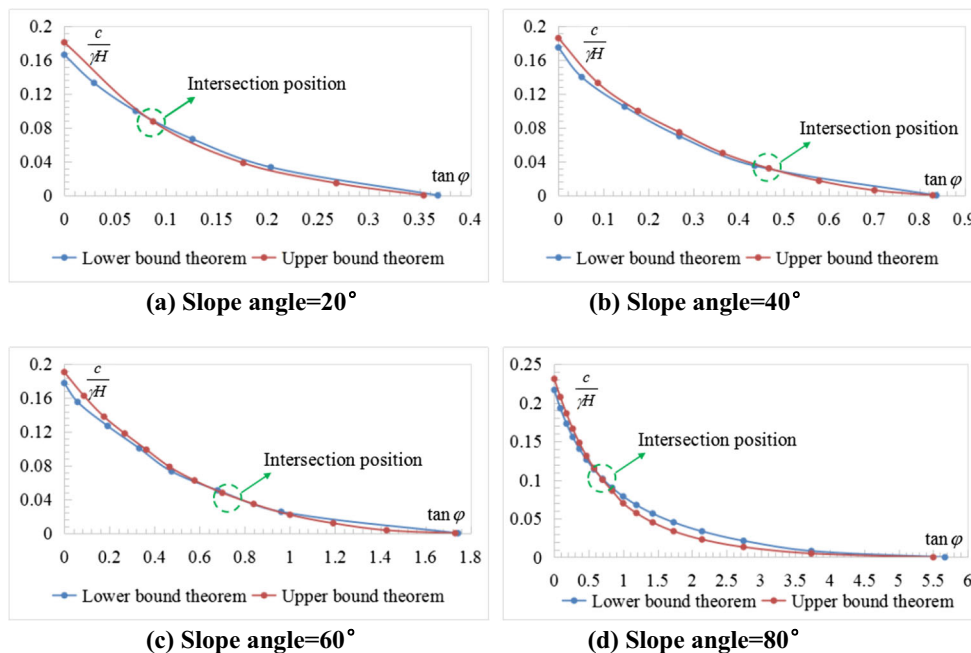 0.2
0.16
0.12
0.08
0.04
0
c/γH
Intersection position
tan φ
0 0.05 0.1 0.15 0.2 0.25 0.3 0.35 0.4
Lower bound theorem Upper bound theorem
(a) Slope angle=20°
0.2
0.16
0.12
0.08
0.04
0
c/γH
Intersection position
tan φ
0 0.1 0.2 0.3 0.4 0.5 0.6 0.7 0.8 0.9
Lower bound theorem Upper bound theorem
(b) Slope angle=40°
0.2
0.16
0.12
0.08
0.04
0
c/γH
Intersection position
tan φ
0 0.2 0.4 0.6 0.8 1 1.2 1.4 1.6 1.8
Lower bound theorem Upper bound theorem
(c) Slope angle=60°
0.25
0.2
0.15
0.1
0.05
0
c/γH
Intersection position
tan φ
0 0.5 1 1.5 2 2.5 3 3.5 4 4.5 5 5.5 6
Lower bound theorem Upper bound theorem
(d) Slope angle=80°